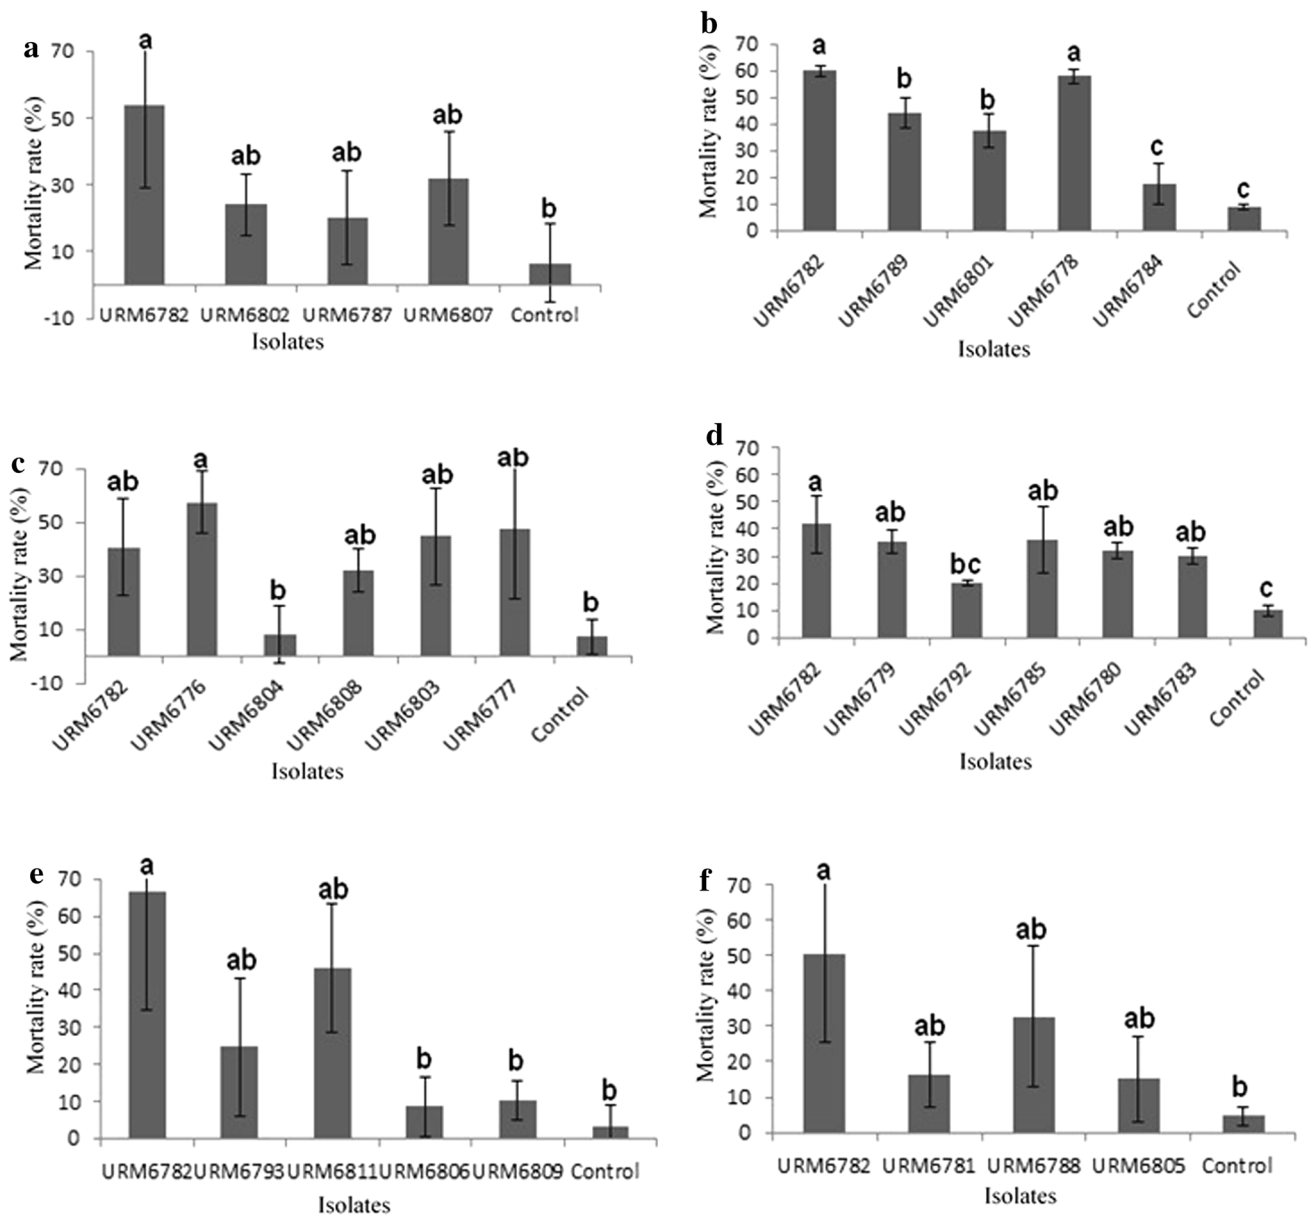 a
Mortality rate (%)
70
50
30
10
-10
a
ab
ab
ab
b
URM6782 URM6802 URM6787 URM6807 Control
Isolates
b
Mortality rate (%)
70
60
50
40
30
20
10
0
a
b
b
a
c
c
URM6782 URM6789 URM6801 URM6778 URM6784 Control
Isolates
c
Mortality rate (%)
70
50
30
10
-10
ab
a
b
ab
ab
ab
b
URM6782 URM6776 URM6804 URM6808 URM6803 URM6777 Control
Isolates
d
Mortality rate (%)
70
60
50
40
30
20
10
0
a
ab
bc
ab
ab
ab
c
URM6782 URM6779 URM6792 URM6785 URM6780 URM6783 Control
Isolates
e
Mortality rate (%)
70
60
50
40
30
20
10
0
a
ab
ab
b
b
b
URM6782 URM6793 URM6811 URM6806 URM6809 Control
Isolates
f
Mortality rate (%)
70
60
50
40
30
20
10
0
a
ab
ab
ab
b
URM6782 URM6781 URM6788 URM6805 Control
Isolates